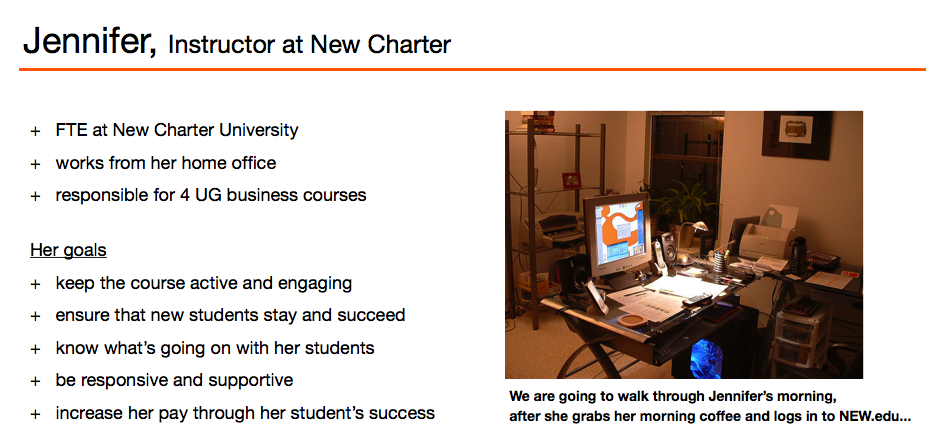 Jennifer, Instructor at New Charter
+ FTE at New Charter University
+ works from her home office
+ responsible for 4 UG business courses
Her goals
+ keep the course active and engaging
+ ensure that new students stay and succeed
+ know what's going on with her students
+ be responsive and supportive
+ increase her pay through her student's success
We are going to walk through Jennifer's morning,
after she grabs her morning coffee and logs in to NEW.edu...